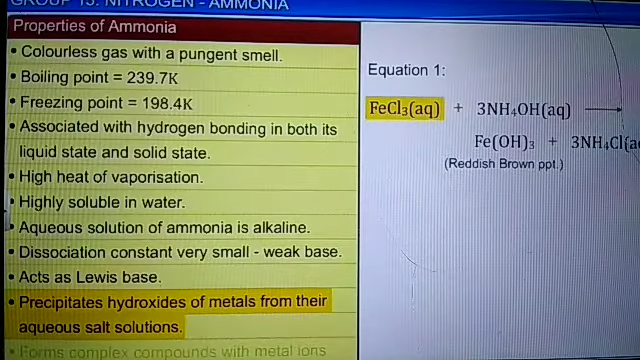 GROUP 15: NITROGEN - AMMONIA
Properties of Ammonia
• Colourless gas with a pungent smell.
• Boiling point = 239.7K
• Freezing point = 198.4K
• Associated with hydrogen bonding in both its
liquid state and solid state.
• High heat of vaporisation.
• Highly soluble in water.
• Aqueous solution of ammonia is alkaline.
• Dissociation constant very small - weak base.
• Acts as Lewis base.
• Precipitates hydroxides of metals from their
aqueous salt solutions.
• Forms complex compounds with metal ions
Equation 1:
FeCl₃(aq) + 3NH₄OH(aq) ⟶
Fe(OH)₃ + 3NH₄Cl(a
(Reddish Brown ppt.)